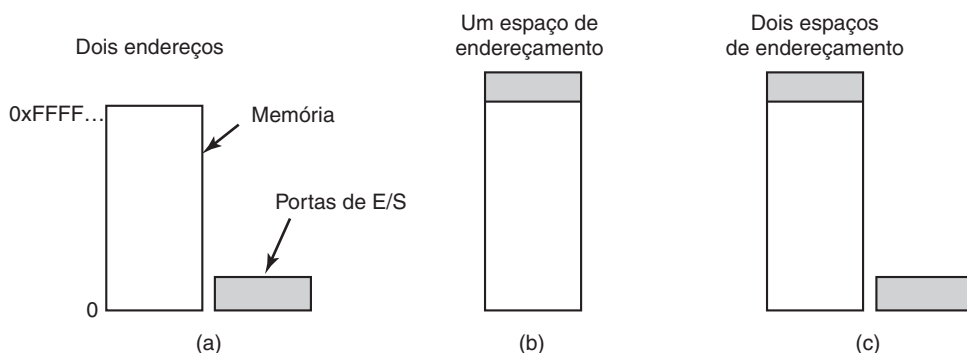 Dois endereços
Um espaço de
endereçamento
Dois espaços
de endereçamento
0xFFFF…
Memória
Portas de E/S
0
(a)
(b)
(c)